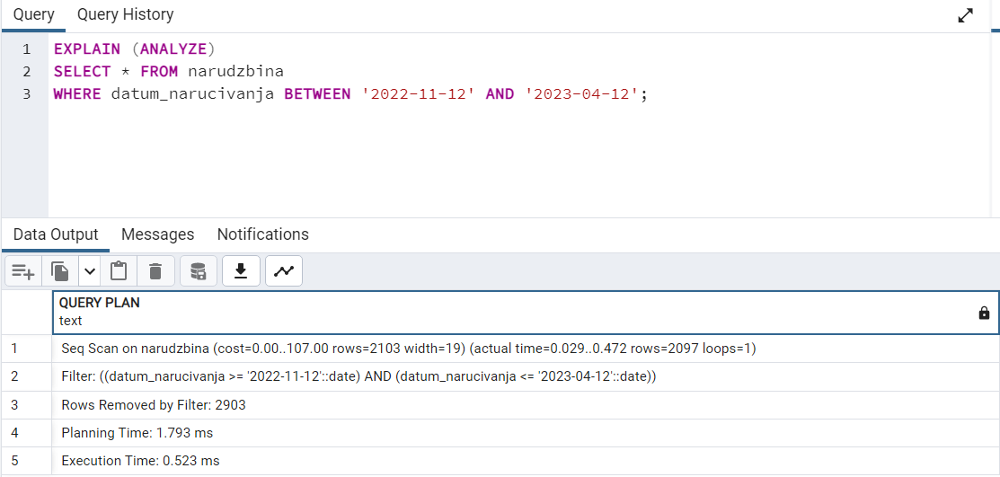 Query Query History
1 EXPLAIN (ANALYZE)
2 SELECT * FROM narudzbina
3 WHERE datum_narucivanja BETWEEN '2022-11-12' AND '2023-04-12';
Data Output Messages Notifications
QUERY PLAN
text
1 Seq Scan on narudzbina (cost=0.00..107.00 rows=2103 width=19) (actual time=0.029..0.472 rows=2097 loops=1)
2 Filter: ((datum_narucivanja >= '2022-11-12'::date) AND (datum_narucivanja <= '2023-04-12'::date))
3 Rows Removed by Filter: 2903
4 Planning Time: 1.793 ms
5 Execution Time: 0.523 ms